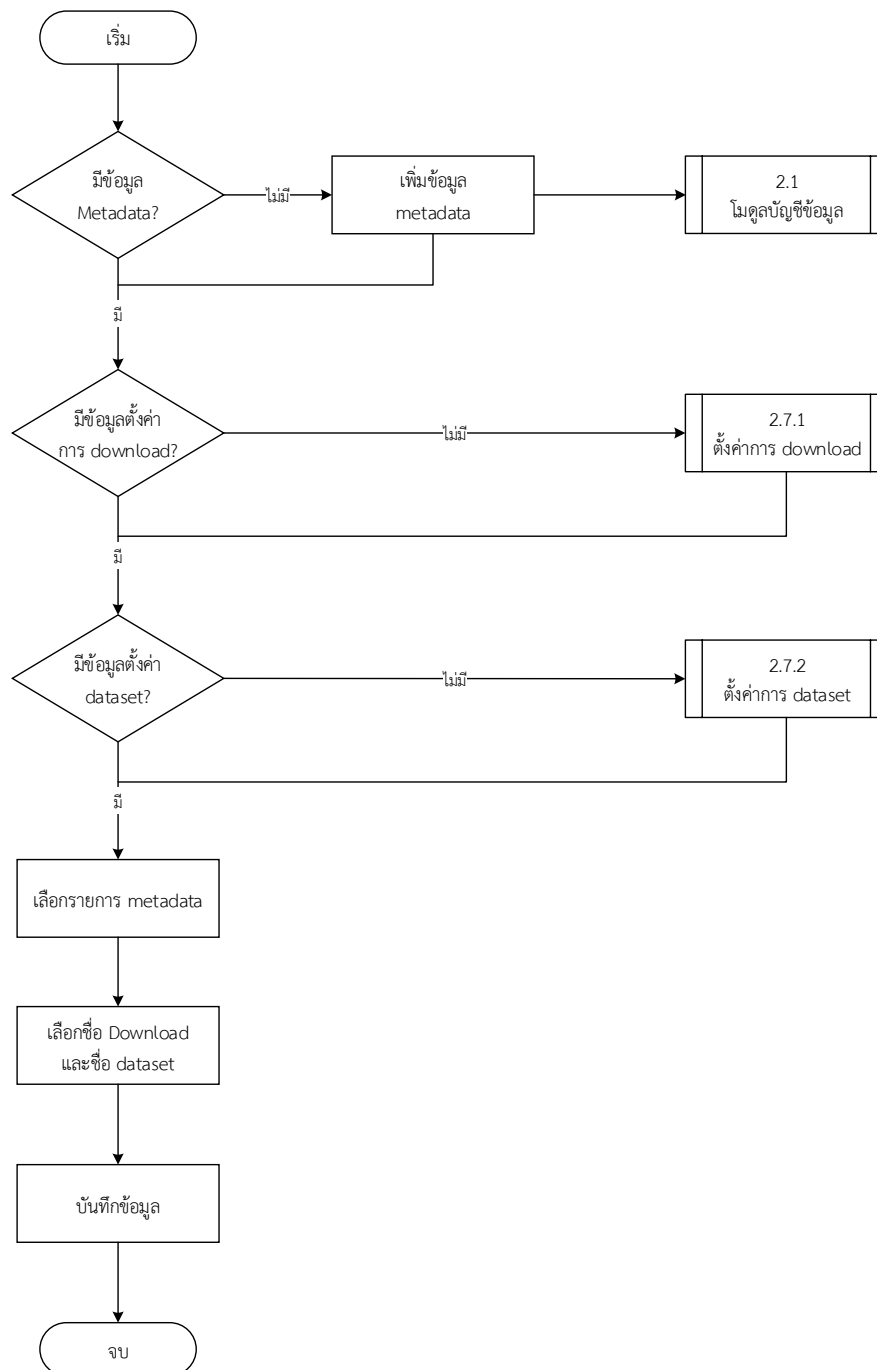 เริ่ม
มีข้อมูล
Metadata?
ไม่มี
เพิ่มข้อมูล
metadata
2.1
โมดูลบัญชีข้อมูล
มี
มีข้อมูลตั้งค่า
การ download?
ไม่มี
2.7.1
ตั้งค่าการ download
มี
มีข้อมูลตั้งค่า
dataset?
ไม่มี
2.7.2
ตั้งค่าการ dataset
มี
เลือกรายการ metadata
เลือกชื่อ Download
และชื่อ dataset
บันทึกข้อมูล
จบ